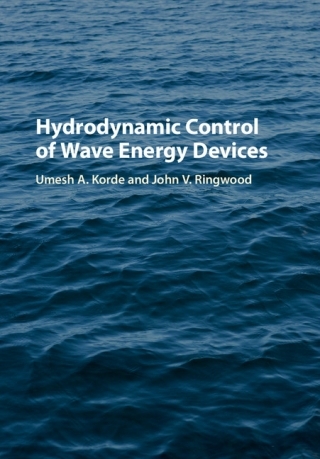 Hydrodynamic Control
of Wave Energy Devices
Umesh A. Korde and John V. Ringwood